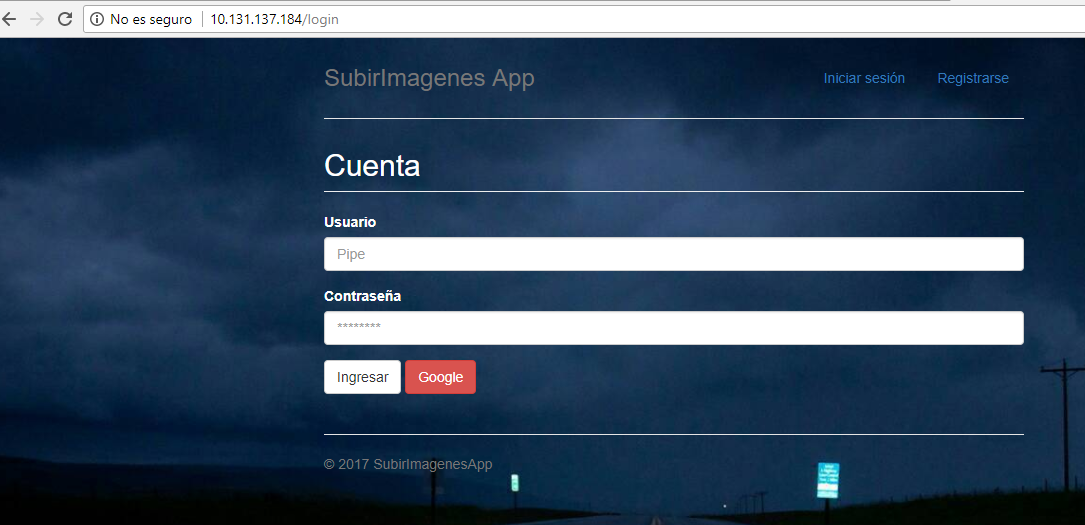 No es seguro 10.131.137.184/login
SubirImagenes App Iniciar sesión Registrarse
Cuenta
Usuario
Pipe
Contraseña
********
Ingresar Google
© 2017 SubirImagenesApp